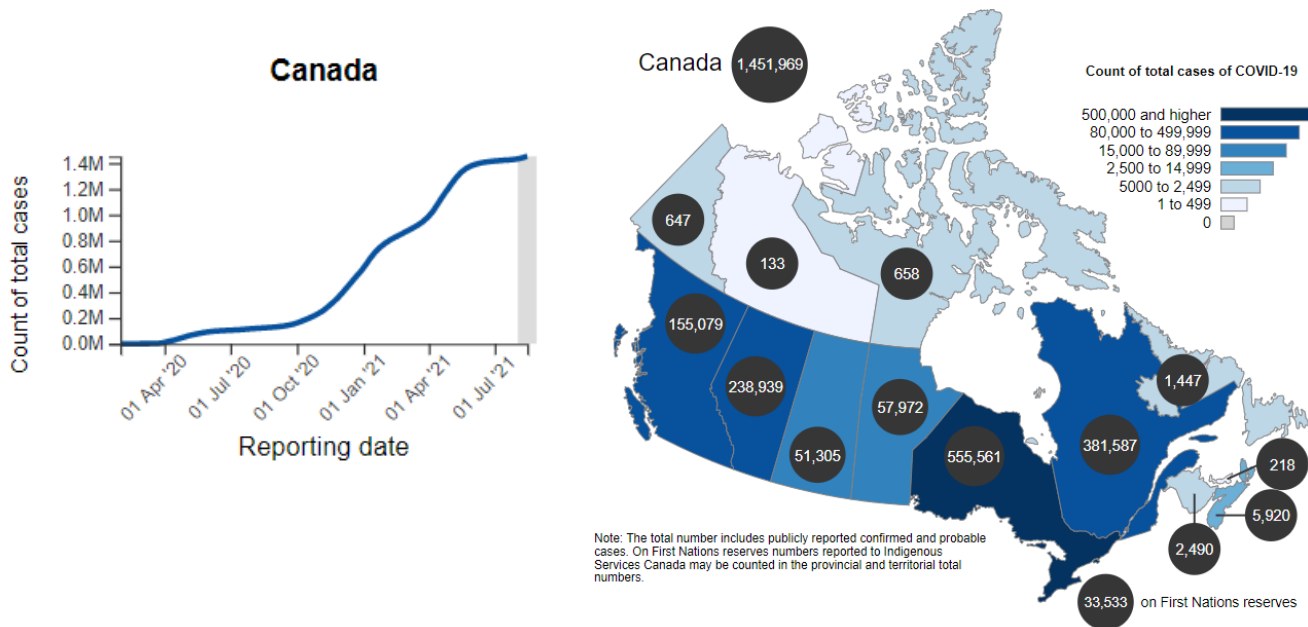 Canada
Count of total cases
1.4M
1.2M
1.0M
0.8M
0.6M
0.4M
0.2M
0.0M
01 Apr '20
01 Jul '20
01 Oct '20
01 Jan '21
01 Apr '21
01 Jul '21
Reporting date
Canada 1,451,969
Count of total cases of COVID-19
500,000 and higher
80,000 to 499,999
15,000 to 89,999
2,500 to 14,999
5000 to 2,499
1 to 499
0
647
133
658
155,079
238,939
51,305
57,972
555,561
381,587
1,447
218
5,920
2,490
33,533 on First Nations reserves
Note: The total number includes publicly reported confirmed and probable
cases. On First Nations reserves numbers reported to Indigenous
Services Canada may be counted in the provincial and territorial total
numbers.